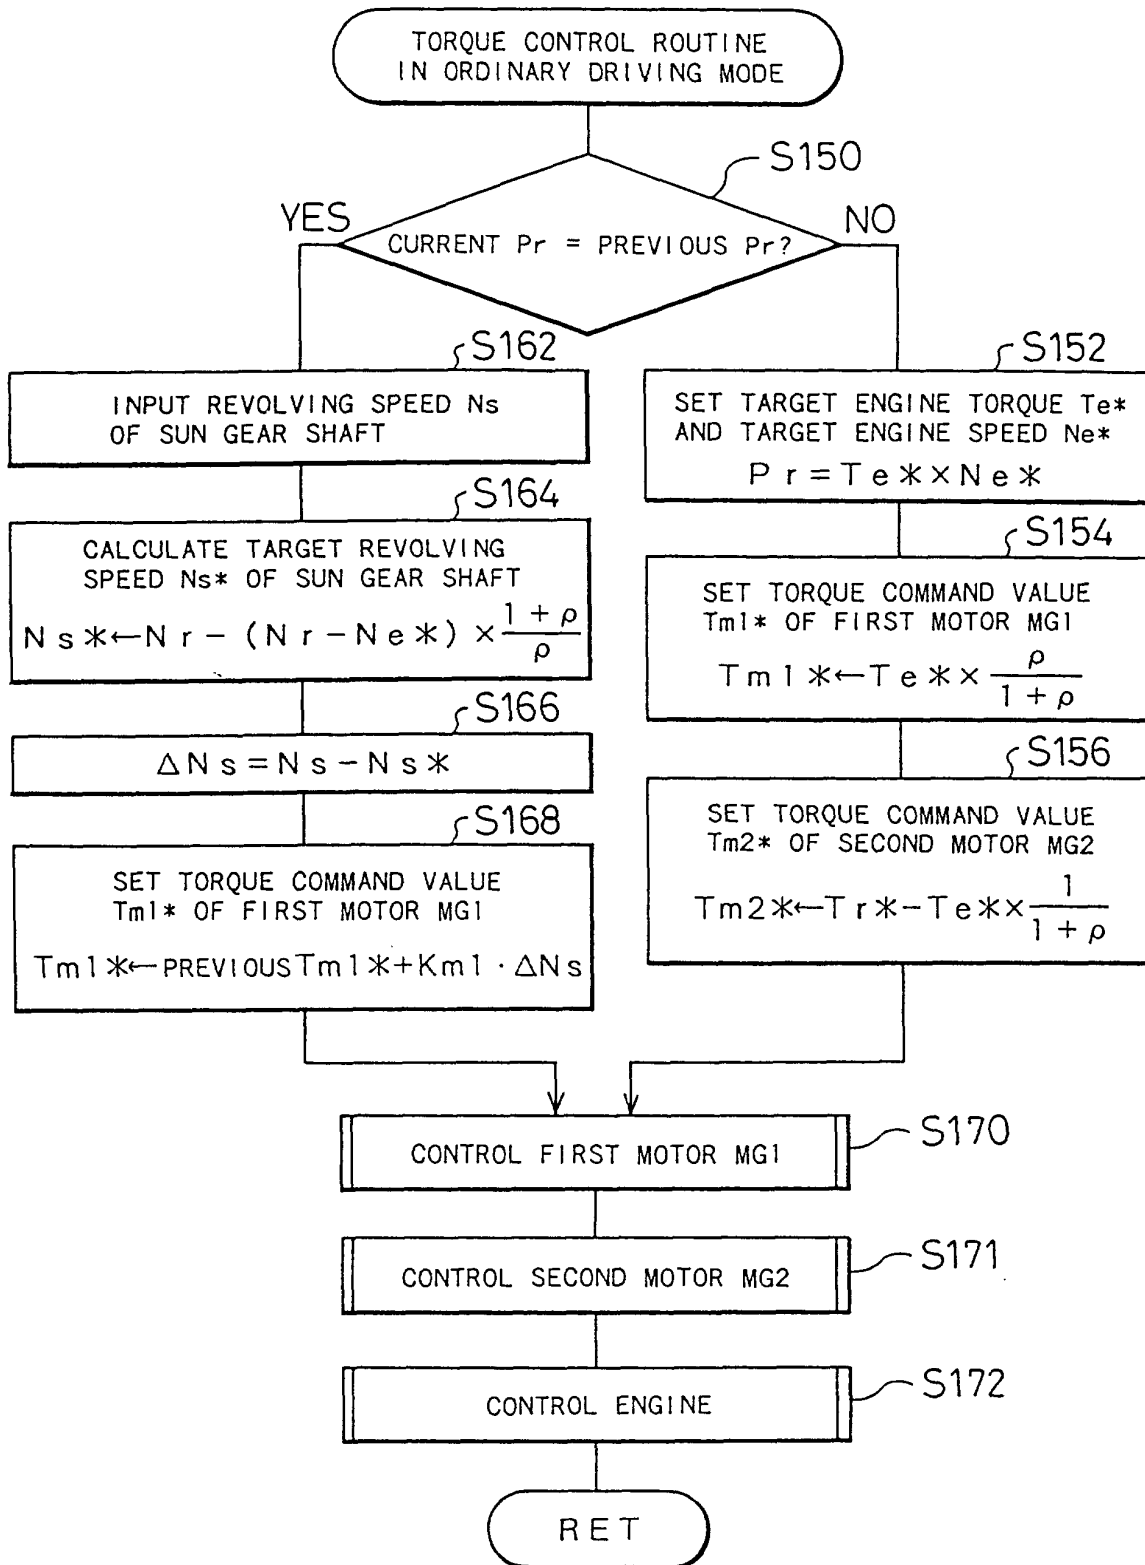 TORQUE CONTROL ROUTINE
IN ORDINARY DRIVING MODE
S150
YES
NO
CURRENT Pr = PREVIOUS Pr?
S162
INPUT REVOLVING SPEED Ns
OF SUN GEAR SHAFT
S164
CALCULATE TARGET REVOLVING
SPEED Ns* OF SUN GEAR SHAFT
Ns*←Nr-(Nr-Ne*)×(1+ρ)/ρ
S166
ΔNs=Ns-Ns*
S168
SET TORQUE COMMAND VALUE
Tm1* OF FIRST MOTOR MG1
Tm1*←PREVIOUS Tm1*+Km1·ΔNs
S152
SET TARGET ENGINE TORQUE Te*
AND TARGET ENGINE SPEED Ne*
Pr=Te*×Ne*
S154
SET TORQUE COMMAND VALUE
Tm1* OF FIRST MOTOR MG1
Tm1*←Te*×ρ/(1+ρ)
S156
SET TORQUE COMMAND VALUE
Tm2* OF SECOND MOTOR MG2
Tm2*←Tr*-Te*×1/(1+ρ)
CONTROL FIRST MOTOR MG1
S170
CONTROL SECOND MOTOR MG2
S171
CONTROL ENGINE
S172
RET